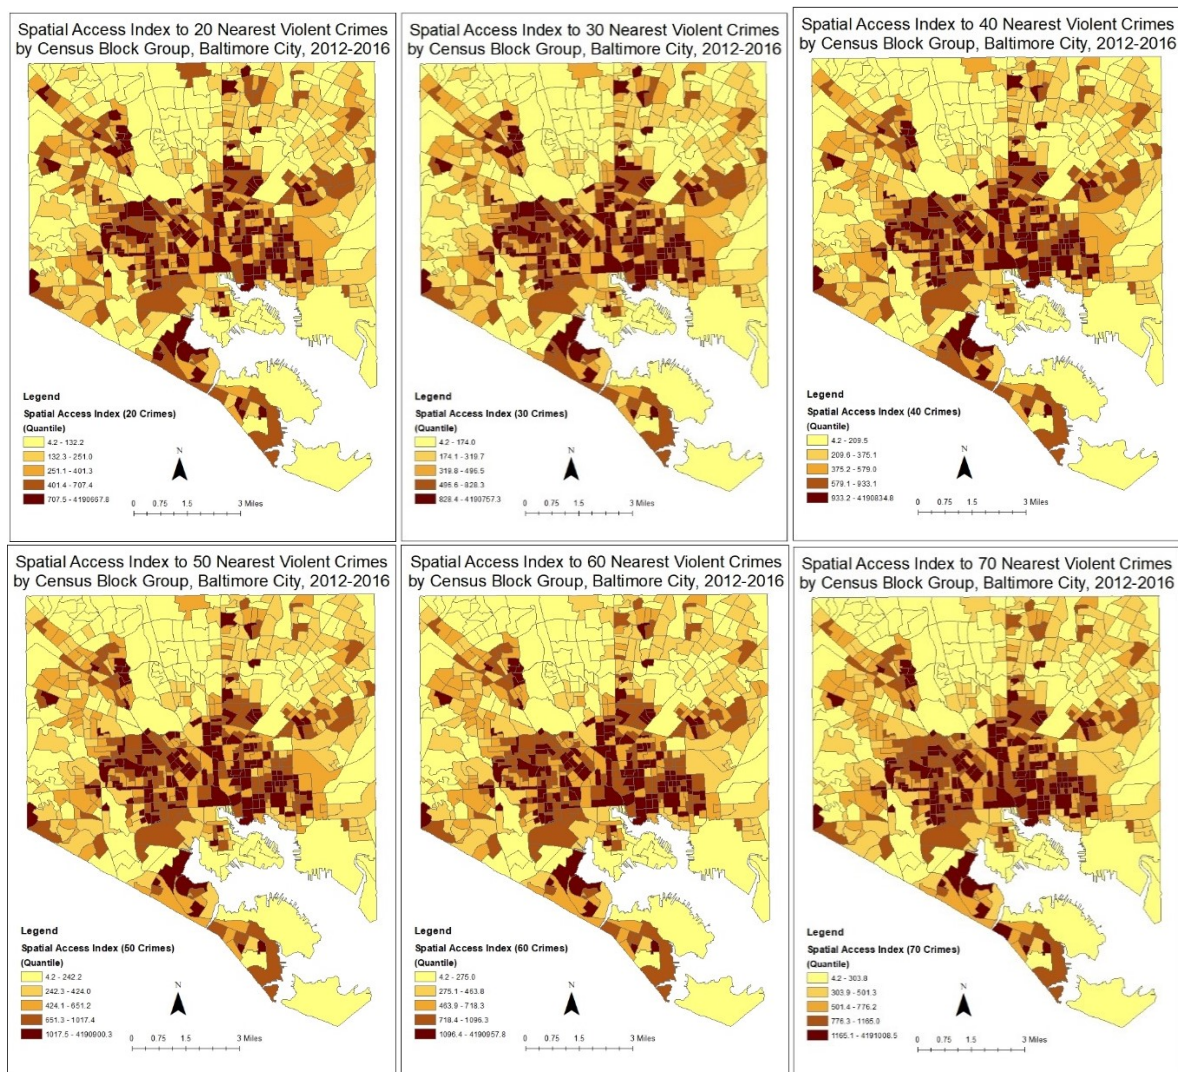 Spatial Access Index to 20 Nearest Violent Crimes
by Census Block Group, Baltimore City, 2012-2016
Legend
Spatial Access Index (20 Crimes)
(Quantile)
4.2 - 132.2
132.3 - 251.0
251.1 - 401.3
401.4 - 707.4
707.5 - 4190667.8
N
0 0.75 1.5 3 Miles
Spatial Access Index to 30 Nearest Violent Crimes
by Census Block Group, Baltimore City, 2012-2016
Legend
Spatial Access Index (30 Crimes)
(Quantile)
4.2 - 174.0
174.1 - 319.7
319.8 - 496.5
496.6 - 828.3
828.4 - 4190757.3
N
0 0.75 1.5 3 Miles
Spatial Access Index to 40 Nearest Violent Crimes
by Census Block Group, Baltimore City, 2012-2016
Legend
Spatial Access Index (40 Crimes)
(Quantile)
4.2 - 209.5
209.6 - 375.1
375.2 - 579.0
579.1 - 933.1
933.2 - 4190834.8
N
0 0.75 1.5 3 Miles
Spatial Access Index to 50 Nearest Violent Crimes
by Census Block Group, Baltimore City, 2012-2016
Legend
Spatial Access Index (50 Crimes)
(Quantile)
4.2 - 242.2
242.3 - 424.0
424.1 - 651.2
651.3 - 1017.4
1017.5 - 4190900.3
N
0 0.75 1.5 3 Miles
Spatial Access Index to 60 Nearest Violent Crimes
by Census Block Group, Baltimore City, 2012-2016
Legend
Spatial Access Index (60 Crimes)
(Quantile)
4.2 - 275.0
275.1 - 463.8
463.9 - 718.3
718.4 - 1096.3
1096.4 - 4190957.8
N
0 0.75 1.5 3 Miles
Spatial Access Index to 70 Nearest Violent Crimes
by Census Block Group, Baltimore City, 2012-2016
Legend
Spatial Access Index (70 Crimes)
(Quantile)
4.2 - 303.8
303.9 - 501.3
501.4 - 776.2
776.3 - 1165.0
1165.1 - 4191008.5
N
0 0.75 1.5 3 Miles